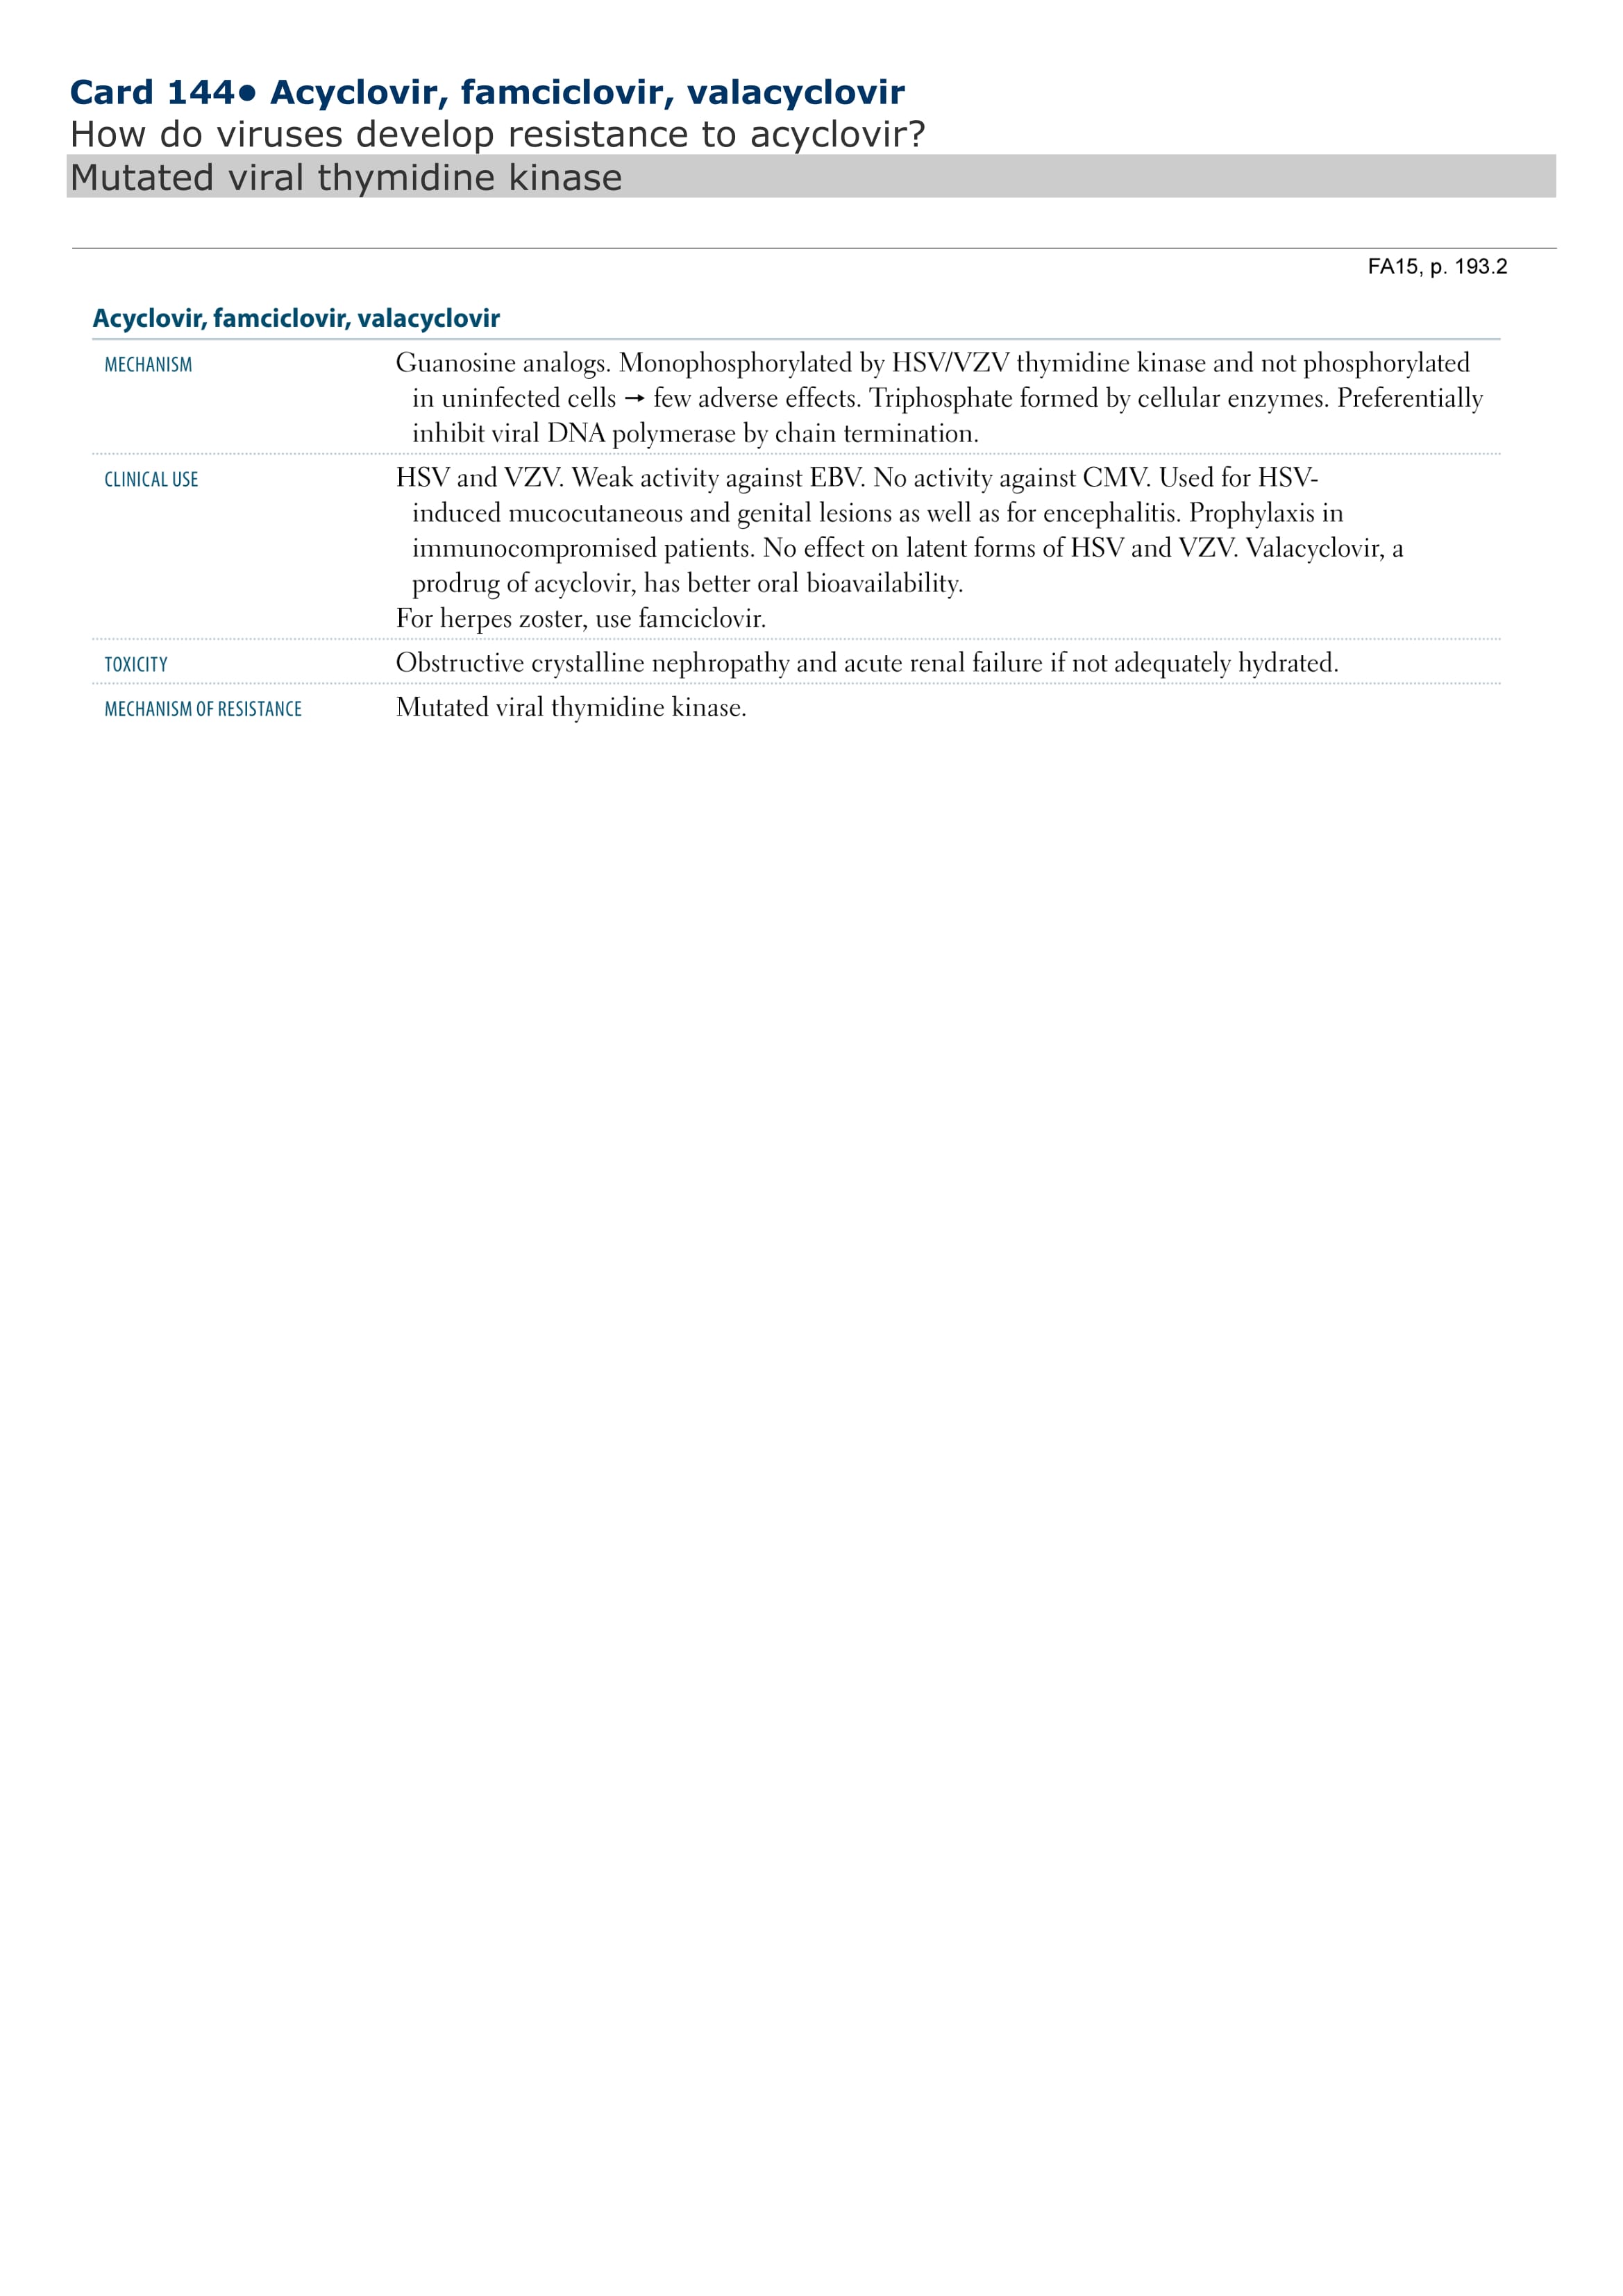 Card 144● Acyclovir, famciclovir, valacyclovir
How do viruses develop resistance to acyclovir?
Mutated viral thymidine kinase
FA15, p. 193.2
Acyclovir, famciclovir, valacyclovir
MECHANISM Guanosine analogs. Monophosphorylated by HSV/VZV thymidine kinase and not phosphorylated
in uninfected cells → few adverse effects. Triphosphate formed by cellular enzymes. Preferentially
inhibit viral DNA polymerase by chain termination.
CLINICAL USE HSV and VZV. Weak activity against EBV. No activity against CMV. Used for HSV-
induced mucocutaneous and genital lesions as well as for encephalitis. Prophylaxis in
immunocompromised patients. No effect on latent forms of HSV and VZV. Valacyclovir, a
prodrug of acyclovir, has better oral bioavailability.
For herpes zoster, use famciclovir.
TOXICITY Obstructive crystalline nephropathy and acute renal failure if not adequately hydrated.
MECHANISM OF RESISTANCE Mutated viral thymidine kinase.